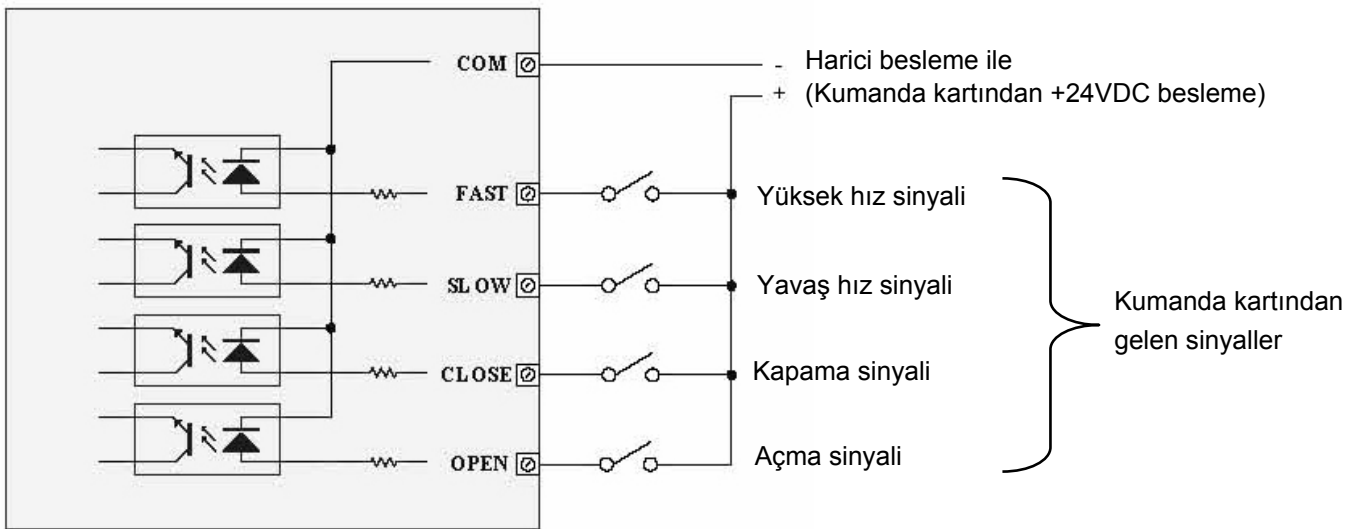 COM
- Harici besleme ile
+ (Kumanda kartından +24VDC besleme)
FAST
Yüksek hız sinyali
SLOW
Yavaş hız sinyali
Kumanda kartından
gelen sinyaller
CLOSE
Kapama sinyali
OPEN
Açma sinyali